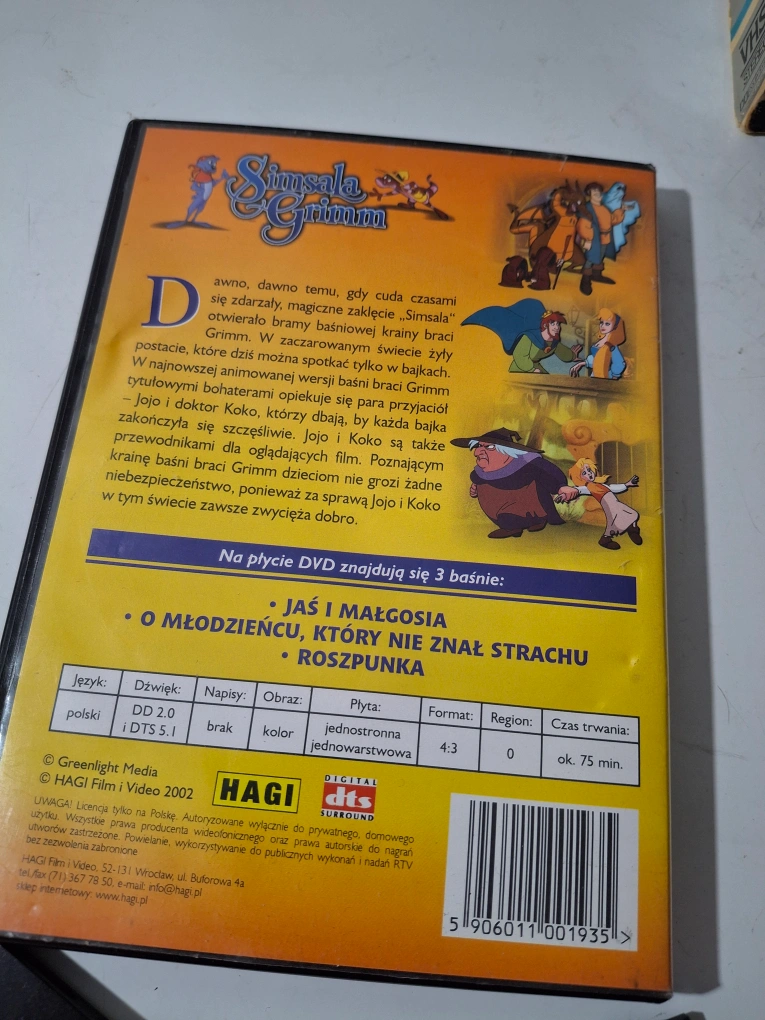 VHS
Simsala
Grimm
Dawno, dawno temu, gdy cuda czasami
się zdarzały, magiczne zaklęcie „Simsala"
otwierało bramy baśniowej krainy braci
Grimm. W zaczarowanym świecie żyły
postacie, które dziś można spotkać tylko w bajkach.
W najnowszej animowanej wersji baśni braci Grimm
tytułowymi bohaterami opiekuje się para przyjaciół
– Jojo i doktor Koko, którzy dbają, by każda bajka
zakończyła się szczęśliwie. Jojo i Koko są także
przewodnikami dla oglądających film. Poznającym
krainę baśni braci Grimm dzieciom nie grozi żadne
niebezpieczeństwo, ponieważ za sprawą Jojo i Koko
w tym świecie zawsze zwycięża dobro.
Na płycie DVD znajdują się 3 baśnie:
• JAŚ I MAŁGOSIA
• O MŁODZIEŃCU, KTÓRY NIE ZNAŁ STRACHU
• ROSZPUNKA
Język: Dźwięk: Napisy: Obraz: Płyta: Format: Region: Czas trwania:
polski DD 2.0 i DTS 5.1 brak kolor jednostronna jednowarstwowa 4:3 0 ok. 75 min.
© Greenlight Media
© HAGI Film i Video 2002
HAGI
DIGITAL
dts
SURROUND
UWAGA! Licencja tylko na Polskę. Autoryzowane wyłącznie do prywatnego, domowego
użytku. Wszystkie prawa producenta wideofonicznego oraz prawa autorskie do nagrań
utworów zastrzeżone. Powielanie, wykorzystywanie do publicznych wykonań i nadań RTV
bez zezwolenia zabronione
HAGI Film i Video, 52-131 Wrocław, ul. Buforowa 4a
tel./fax (71) 367 78 50, e-mail: info@hagi.pl
sklep internetowy: www.hagi.pl
5 906011 001935 >